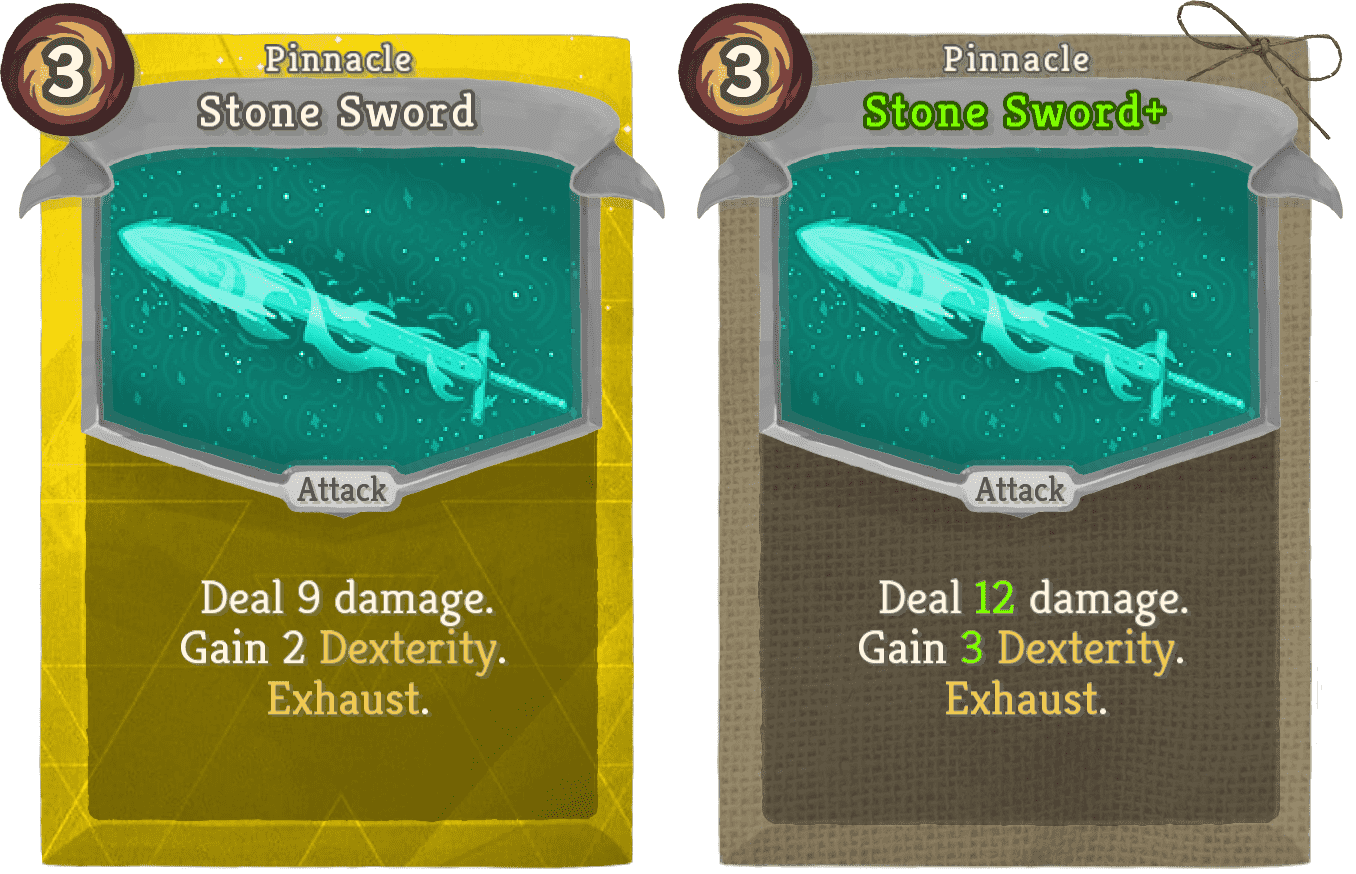 3
Pinnacle
Stone Sword
Attack
Deal 9 damage.
Gain 2 Dexterity.
Exhaust.
3
Pinnacle
Stone Sword+
Attack
Deal 12 damage.
Gain 3 Dexterity.
Exhaust.